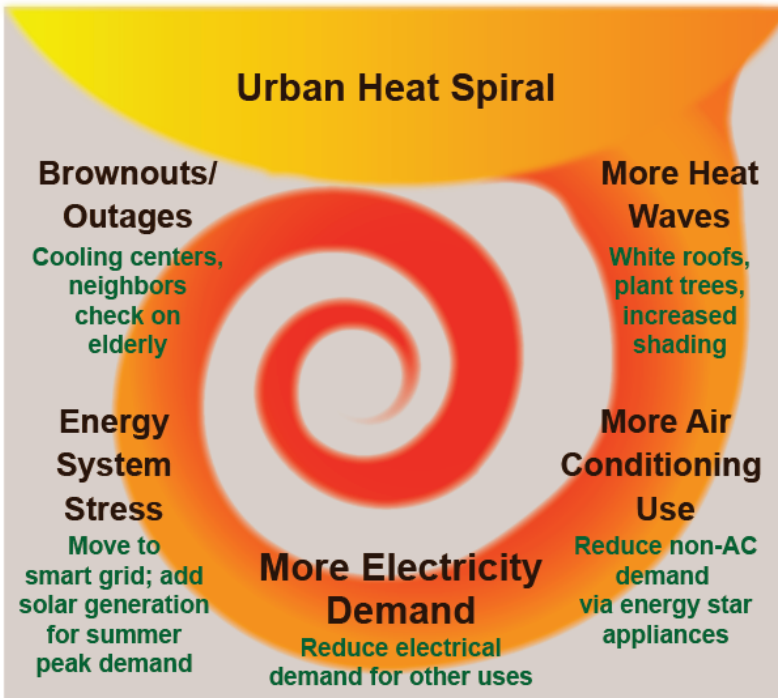 Urban Heat Spiral
More Heat
Waves
White roofs,
plant trees,
increased
shading
More Air
Conditioning
Use
Reduce non-AC
demand
via energy star
appliances
More Electricity
Demand
Reduce electrical
demand for other uses
Energy
System
Stress
Move to
smart grid; add
solar generation
for summer
peak demand
Brownouts/
Outages
Cooling centers,
neighbors
check on
elderly